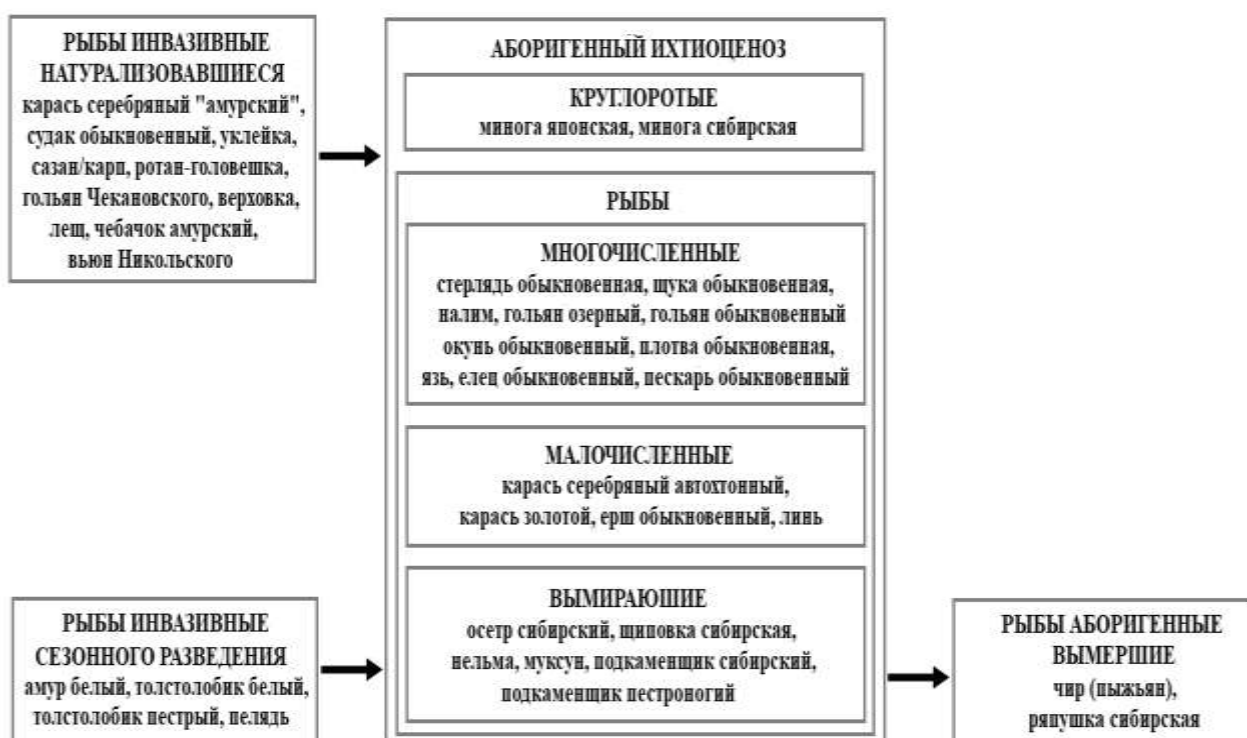 РЫБЫ ИНВАЗИВНЫЕ
НАТУРАЛИЗОВАВШИЕСЯ
карась серебряный "амурский",
судак обыкновенный, уклейка,
сазан/карп, ротан-головешка,
гольян Чекановского, верховка,
лещ, чебачок амурский,
вьюн Никольского
АБОРИГЕННЫЙ ИХТИОЦЕНОЗ
КРУГЛОРОТЫЕ
минога японская, минога сибирская
РЫБЫ
МНОГОЧИСЛЕННЫЕ
стерлядь обыкновенная, щука обыкновенная,
налим, гольян озерный, гольян обыкновенный
окунь обыкновенный, плотва обыкновенная,
язь, елец обыкновенный, пескарь обыкновенный
МАЛОЧИСЛЕННЫЕ
карась серебряный автохтонный,
карась золотой, ерш обыкновенный, линь
ВЫМИРАЮШИЕ
осетр сибирский, щиповка сибирская,
нельма, муксун, подкаменщик сибирский,
подкаменщик пестроногий
РЫБЫ ИНВАЗИВНЫЕ
СЕЗОННОГО РАЗВЕДЕНИЯ
амур белый, толстолобик белый,
толстолобик пестрый, пелядь
РЫБЫ АБОРИГЕННЫЕ
ВЫМЕРШИЕ
чир (пыжьян),
ряпушка сибирская